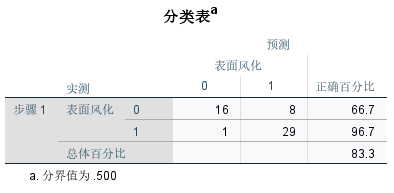 分类表a
预测
表面风化
实测 0 1 正确百分比
步骤 1 表面风化 0 16 8 66.7
1 1 29 96.7
总体百分比 83.3
a. 分界值为 .500